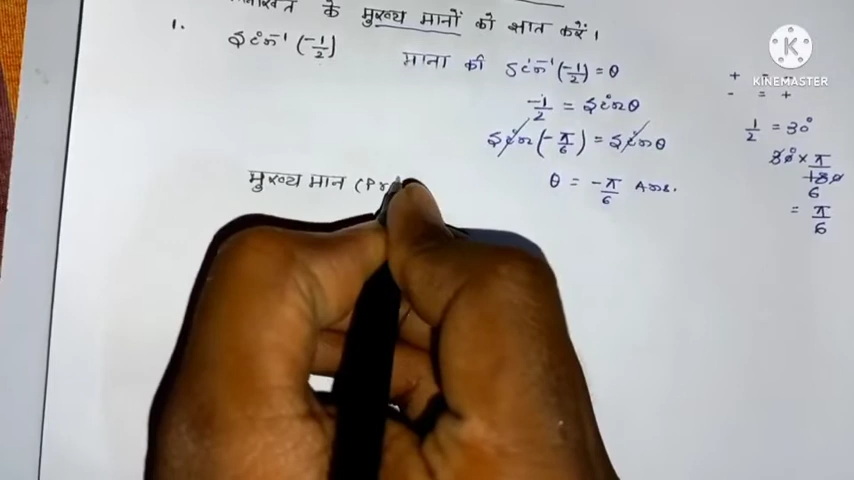 के मुख्य मानों को ज्ञात करें।
1. Sin⁻¹(-1/2)
माना की Sin⁻¹(-1/2) = θ
-1/2 = Sinθ
Sin(-π/6) = Sinθ
θ = -π/6 Ans.
मुख्य मान (Pr
+ - -
- = +
1/2 = 30°
30° × π/180
6
= π/6
KINEMASTER